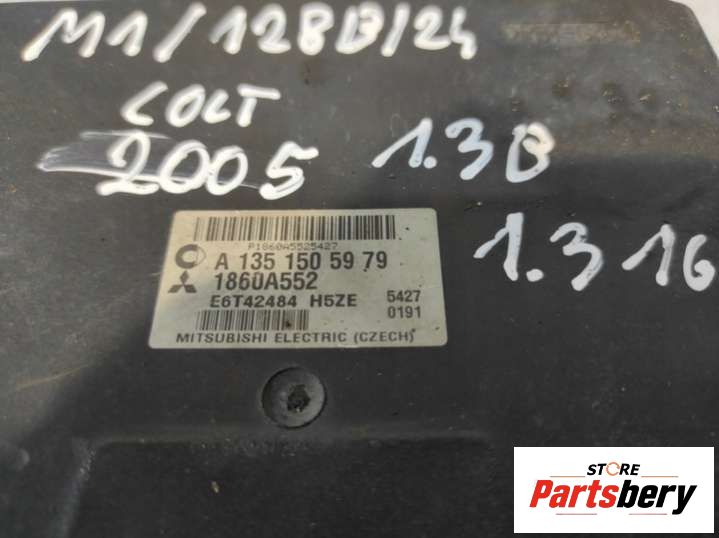 M1/128B/24
COLT
2005 1.3B
1.3 16
P1860A5525427
A 135 150 59 79
1860A552
E6T42484 H5ZE 5427
0191
MITSUBISHI ELECTRIC (CZECH)
STORE
Partsbery